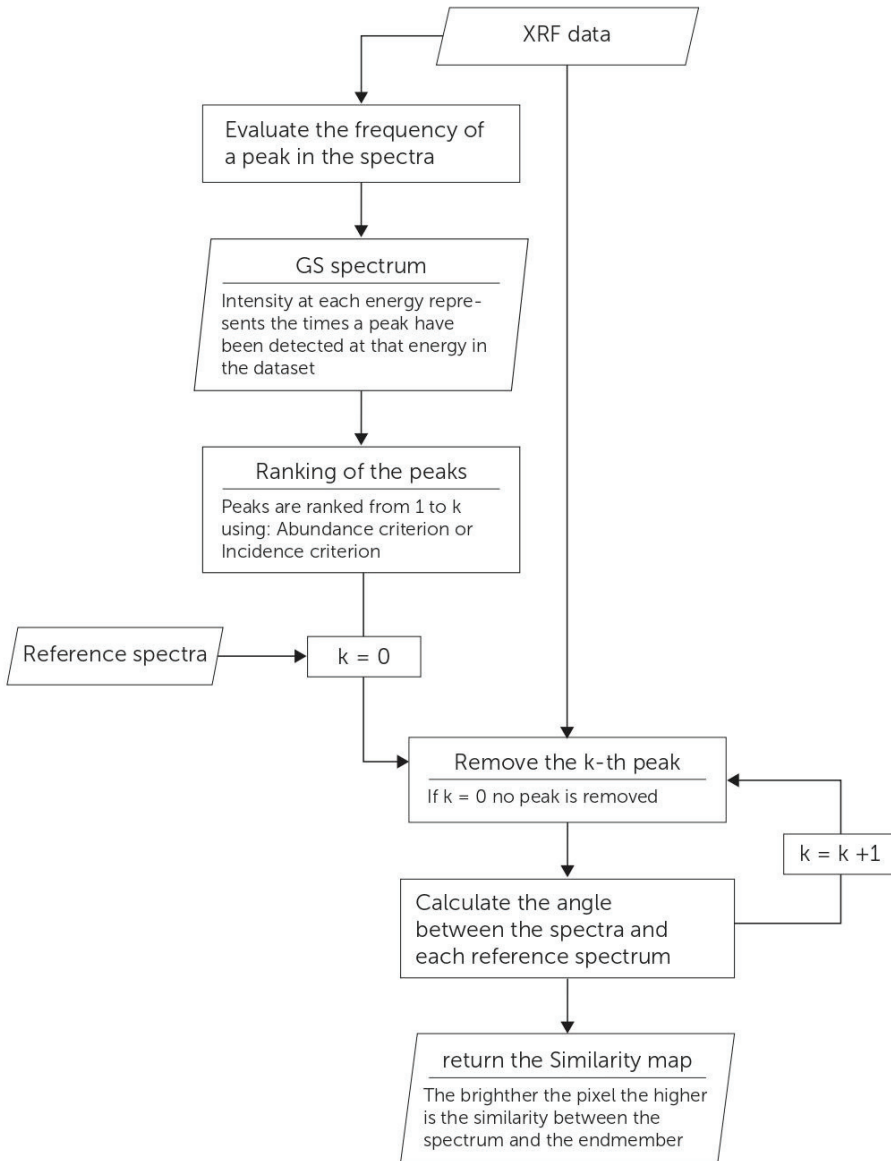 XRF data
Evaluate the frequency of
a peak in the spectra
GS spectrum
Intensity at each energy repre-
sents the times a peak have
been detected at that energy in
the dataset
Ranking of the peaks
Peaks are ranked from 1 to k
using: Abundance criterion or
Incidence criterion
Reference spectra
k = 0
Remove the k-th peak
If k = 0 no peak is removed
k = k +1
Calculate the angle
between the spectra and
each reference spectrum
return the Similarity map
The brighther the pixel the higher
is the similarity between the
spectrum and the endmember